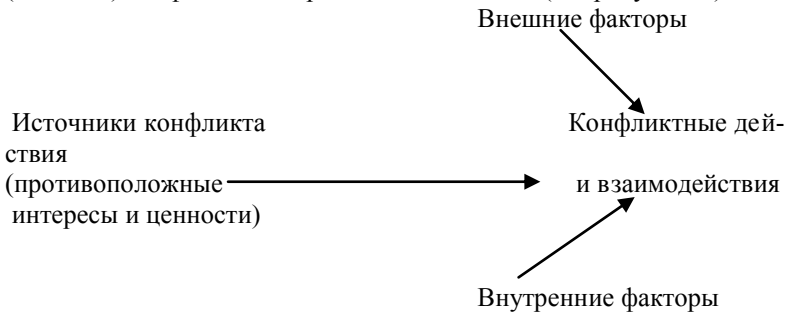 Внешние факторы
Источники конфликта Конфликтные дей-
ствия
(противоположные и взаимодействия
интересы и ценности)
Внутренние факторы